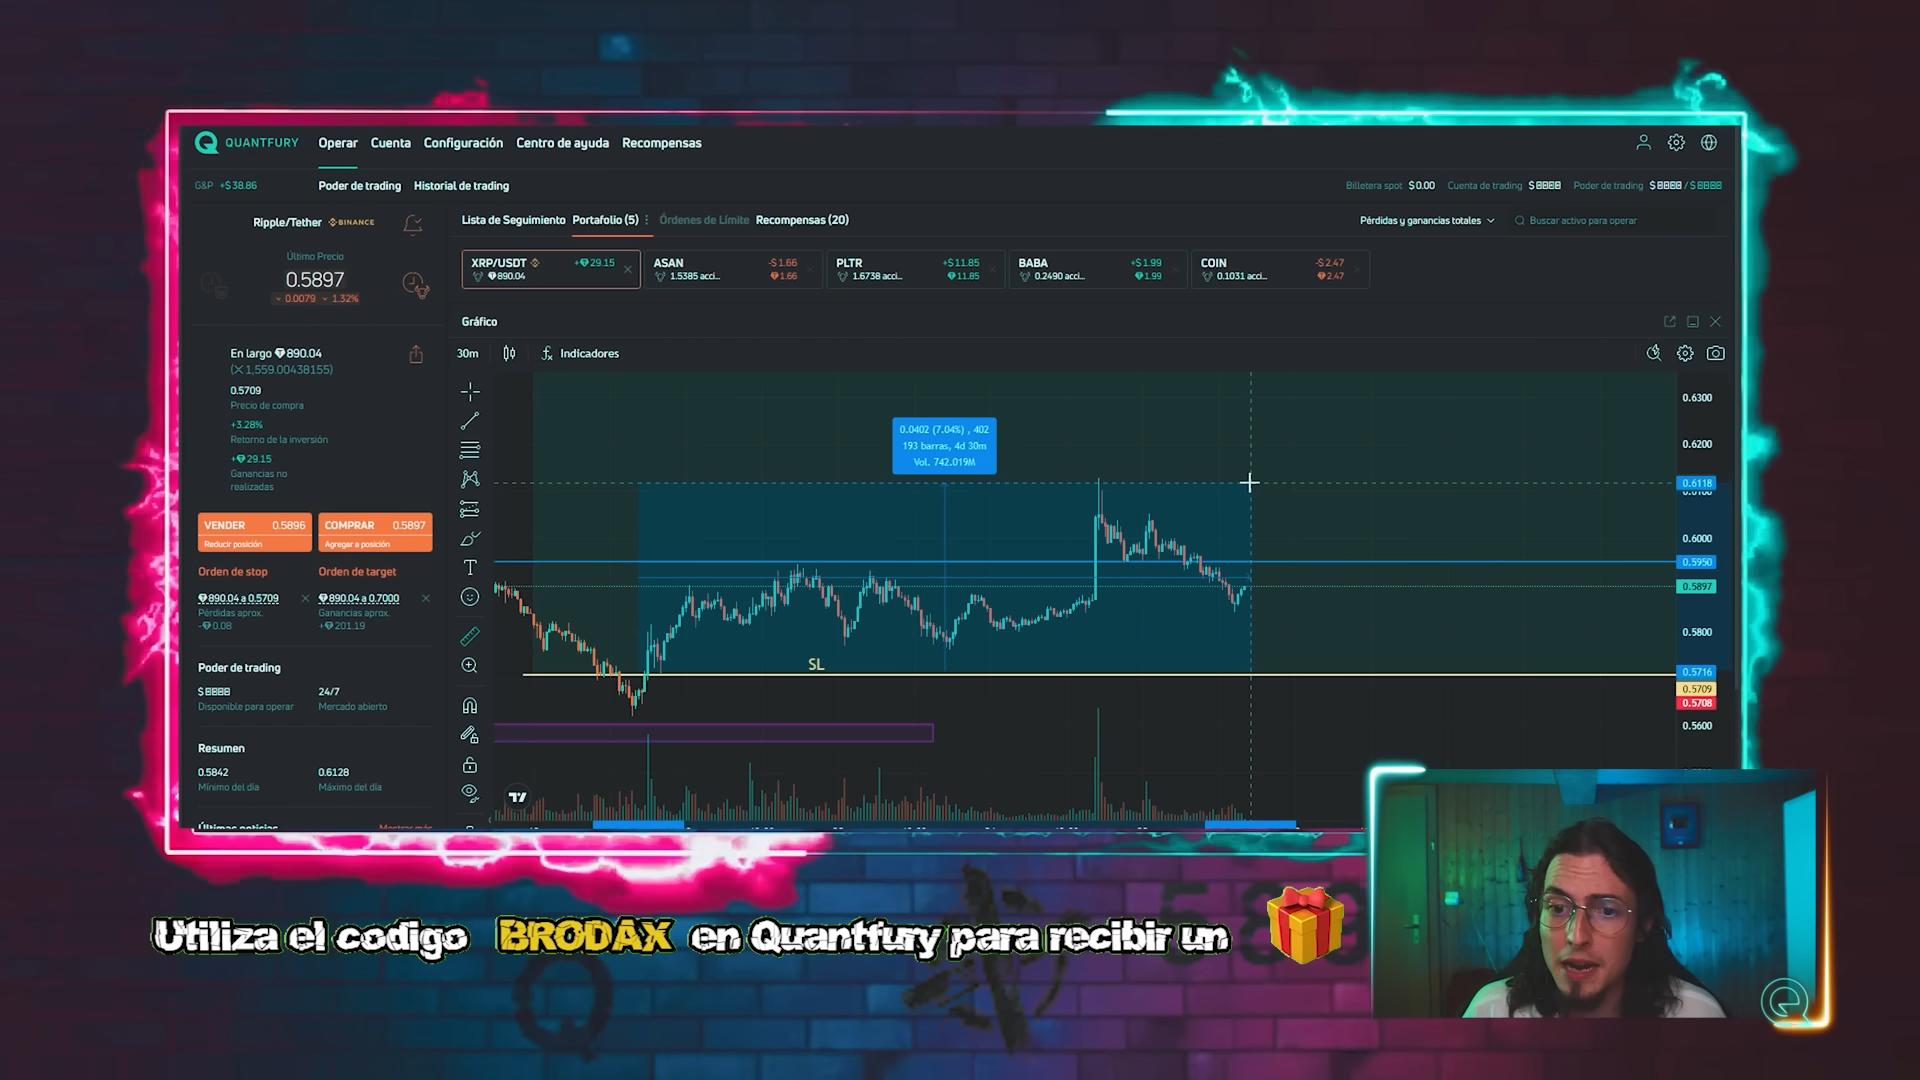 QUANTFURY Operar Cuenta Configuración Centro de ayuda Recompensas
G&P +$38.86 Poder de trading Historial de trading
Billetera spot $0.00 Cuenta de trading $ Poder de trading $ / $
Ripple/Tether BINANCE
Último Precio
0.5897
0.0079 1.32%
Lista de Seguimiento Portafolio (5) Órdenes de Límite Recompensas (20)
Pérdidas y ganancias totales Buscar activo para operar
XRP/USDT +29.15
890.04
ASAN -$1.66
1.5385 acci... 1.66
PLTR +$11.85
1.6738 acci... 11.85
BABA +$1.99
0.2490 acci... 1.99
COIN -$2.47
0.1031 acci... 2.47
Gráfico
30m Indicadores
En largo 890.04
(1,559.00438155)
0.5709
Precio de compra
+3.28%
Retorno de la inversión
+29.15
Ganancias no
realizadas
VENDER 0.5896
Reducir posición
COMPRAR 0.5897
Agregar a posición
Orden de stop
890.04 a 0.5709
Pérdidas aprox.
-0.08
Orden de target
890.04 a 0.7000
Ganancias aprox.
+201.19
Poder de trading
$
Disponible para operar
24/7
Mercado abierto
Resumen
0.5842
Mínimo del día
0.6128
Máximo del día
Últimas noticias Mostrar más
0.0402 (7.04%) , 402
193 barras, 4d 30m
Vol. 742.019M
SL
0.6300
0.6200
0.6118
0.6100
0.6000
0.5950
0.5897
0.5800
0.5716
0.5709
0.5708
0.5600
Utiliza el codigo BRODAX en Quantfury para recibir un